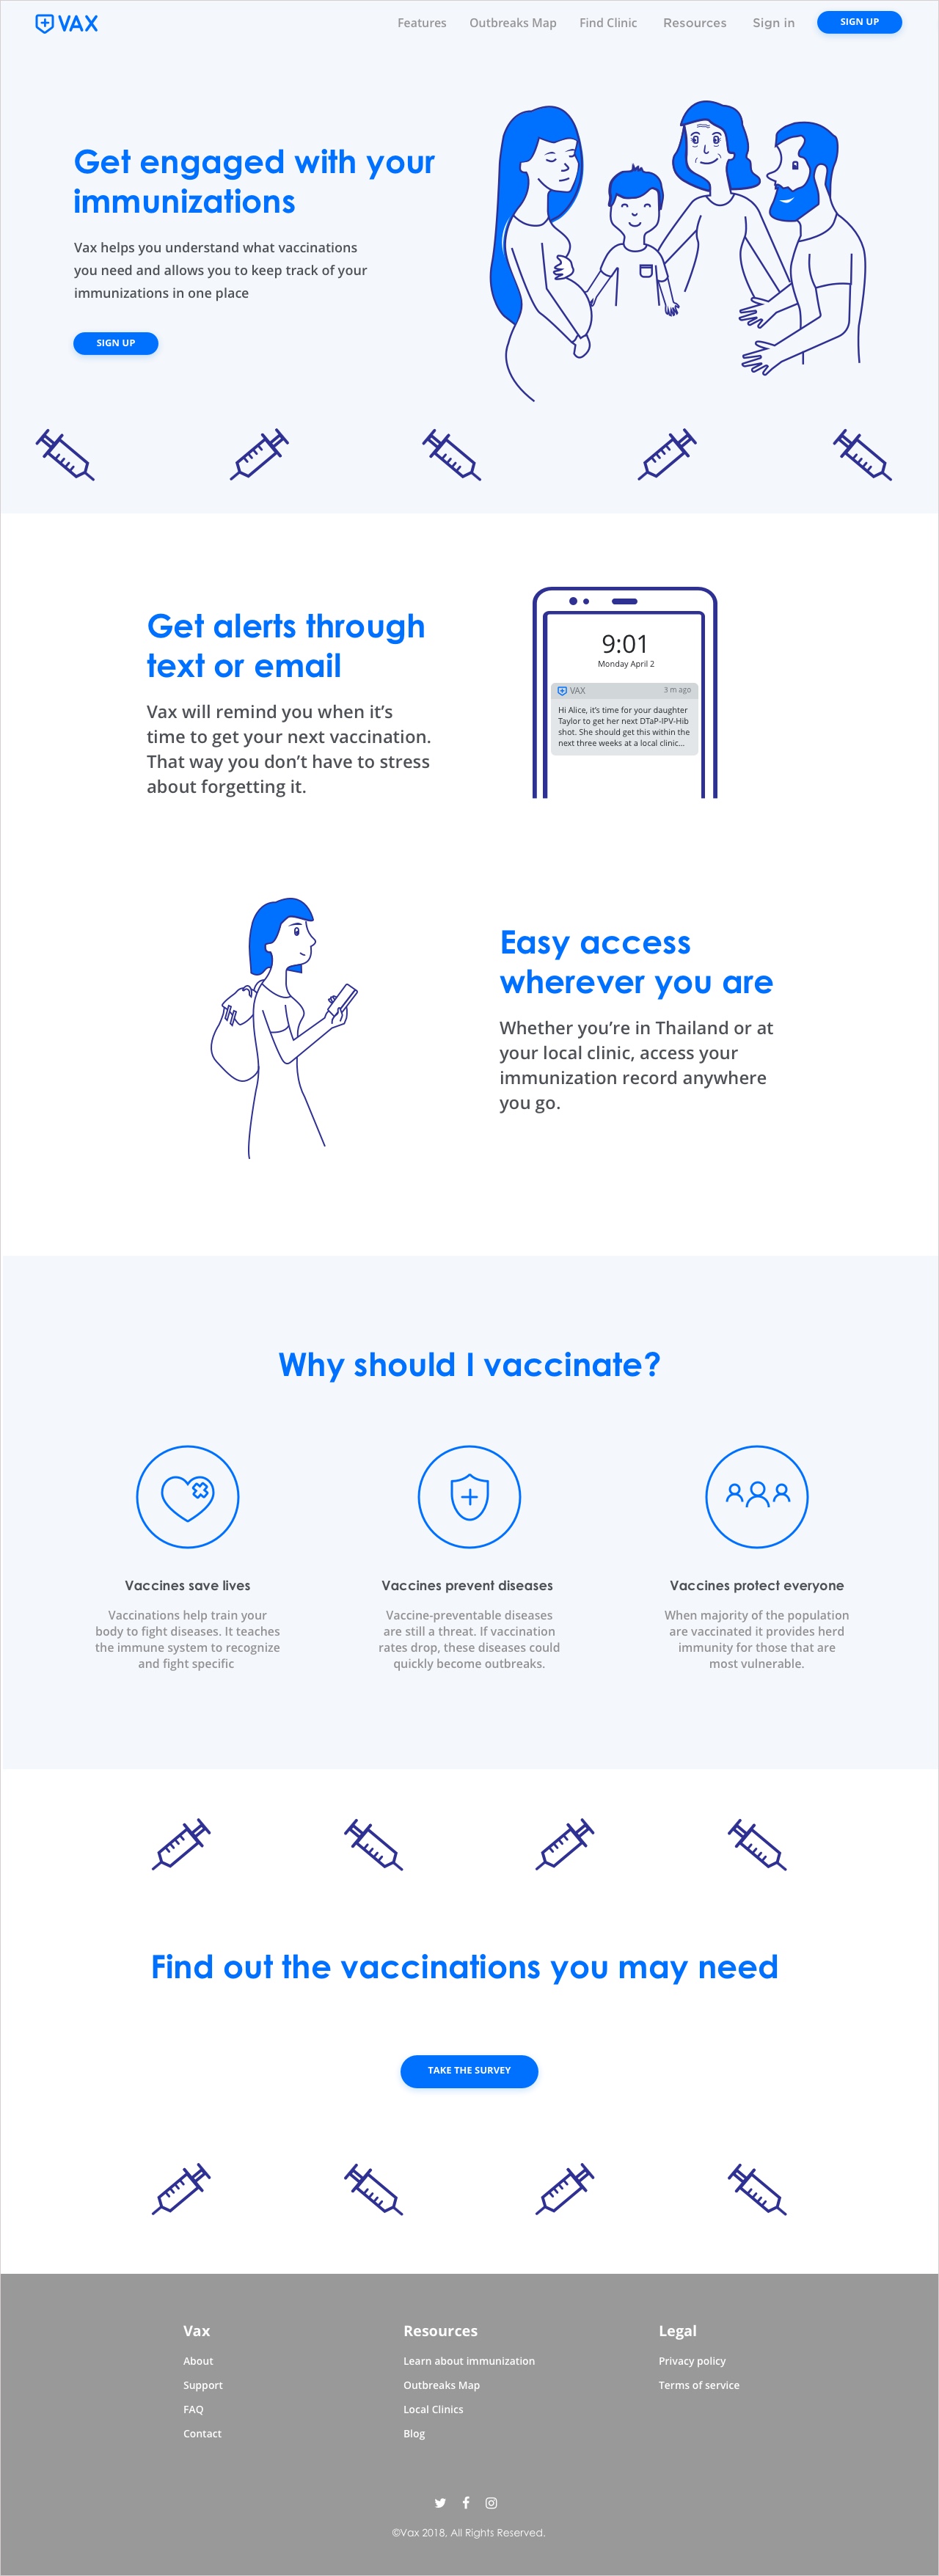 VAX
Features
Outbreaks Map
Find Clinic
Resources
Sign in
SIGN UP
Get engaged with your
immunizations
Vax helps you understand what vaccinations
you need and allows you to keep track of your
immunizations in one place
SIGN UP
Get alerts through
text or email
Vax will remind you when it’s
time to get your next vaccination.
That way you don’t have to stress
about forgetting it.
9:01
Monday April 2
VAX
3 m ago
Hi Alice, it’s time for your daughter
Taylor to get her next DTaP-IPV-Hib
shot. She should get this within the
next three weeks at a local clinic...
Easy access
wherever you are
Whether you’re in Thailand or at
your local clinic, access your
immunization record anywhere
you go.
Why should I vaccinate?
Vaccines save lives
Vaccinations help train your
body to fight diseases. It teaches
the immune system to recognize
and fight specific
Vaccines prevent diseases
Vaccine-preventable diseases
are still a threat. If vaccination
rates drop, these diseases could
quickly become outbreaks.
Vaccines protect everyone
When majority of the population
are vaccinated it provides herd
immunity for those that are
most vulnerable.
Find out the vaccinations you may need
TAKE THE SURVEY
Vax
About
Support
FAQ
Contact
Resources
Learn about immunization
Outbreaks Map
Local Clinics
Blog
Legal
Privacy policy
Terms of service
©Vax 2018, All Rights Reserved.